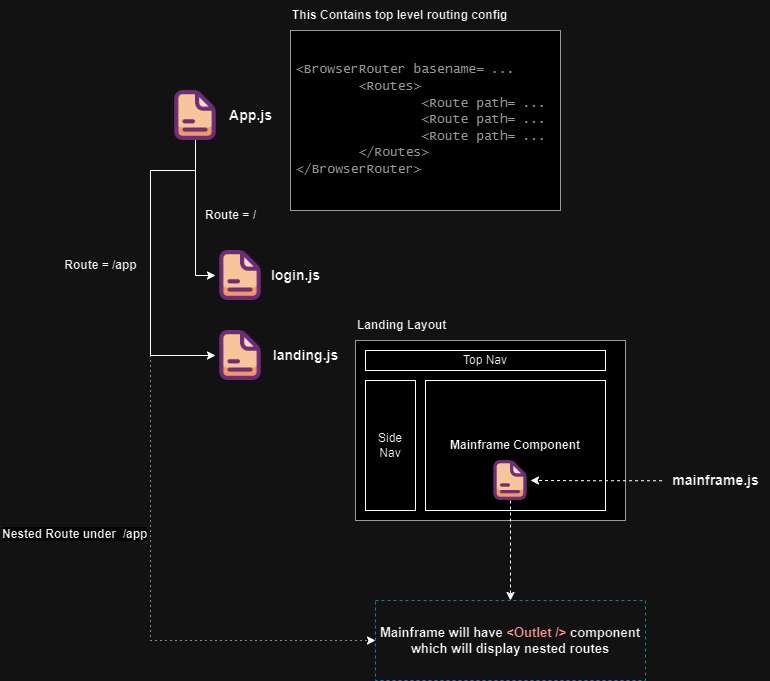 This Contains top level routing config
<BrowserRouter basename= ...
<Routes>
<Route path= ...
<Route path= ...
<Route path= ...
</Routes>
</BrowserRouter>
App.js
Route = /
Route = /app
login.js
landing.js
Landing Layout
Top Nav
Side
Nav
Mainframe Component
mainframe.js
Nested Route under /app
Mainframe will have <Outlet /> component
which will display nested routes